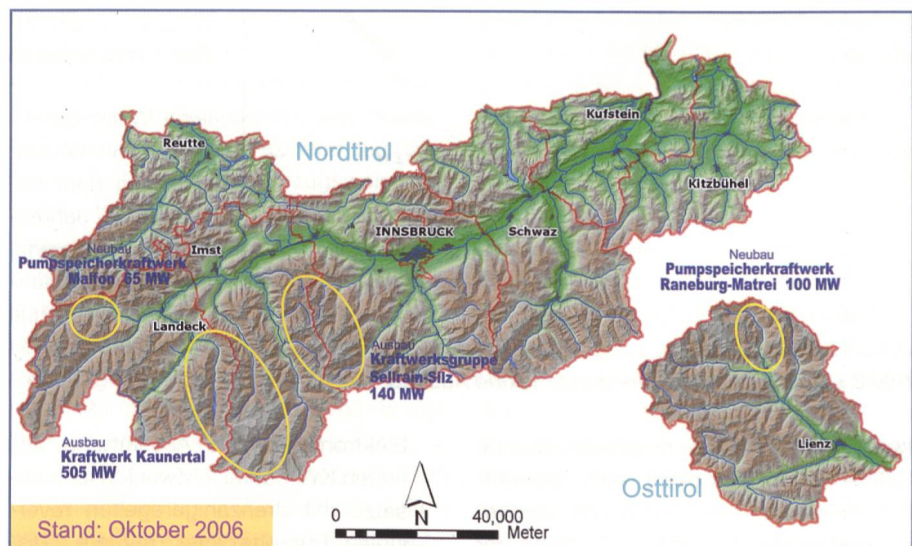 Reutte
Nordtirol
Kufstein
Kitzbühel
INNSBRUCK
Schwaz
Imst
Neubau
Pumpspeicherkraftwerk
Malfon 65 MW
Landeck
Ausbau
Kraftwerksgruppe
Sellrain-Silz
140 MW
Ausbau
Kraftwerk Kaunertal
505 MW
Neubau
Pumpspeicherkraftwerk
Raneburg-Matrei 100 MW
Lienz
Osttirol
Stand: Oktober 2006
N
0 40,000
Meter